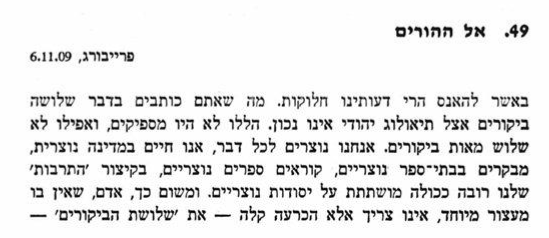 49. אל ההורים
פרייבורג, 6.11.09
באשר להאנס הרי דעותינו חלוקות. מה שאתם כותבים בדבר שלושה
ביקורים אצל תיאולוג יהודי אינו נכון. הללו לא היו מספיקים, ואפילו לא
שלוש מאות ביקורים. אנחנו נוצרים לכל דבר, אנו חיים במדינה נוצרית,
מבקרים בבתי־ספר נוצריים, קוראים ספרים נוצריים, בקיצור 'התרבות'
שלנו רובה ככולה מושתתת על יסודות נוצריים. ומשום כך, אדם, שאין בו
מעצור מיוחד, אינו צריך אלא הכרעה קלה — את 'שלושת הביקורים' —